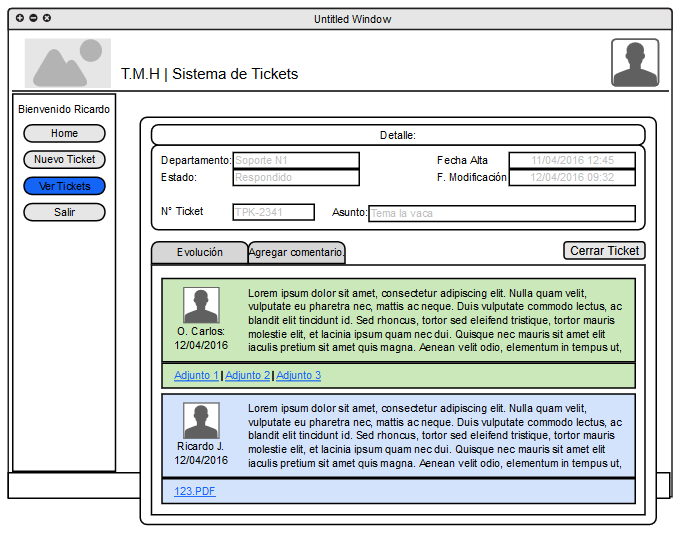 Untitled Window
T.M.H | Sistema de Tickets
Bienvenido Ricardo
Home
Nuevo Ticket
Ver Tickets
Salir
Detalle:
Departamento: Soporte N1
Fecha Alta 11/04/2016 12:45
Estado: Respondido
F. Modificación 12/04/2016 09:32
N° Ticket TPK-2341
Asunto: Tema la vaca
Evolución
Agregar comentario.
Cerrar Ticket
O. Carlos:
12/04/2016
Lorem ipsum dolor sit amet, consectetur adipiscing elit. Nulla quam velit,
vulputate eu pharetra nec, mattis ac neque. Duis vulputate commodo lectus, ac
blandit elit tincidunt id. Sed rhoncus, tortor sed eleifend tristique, tortor mauris
molestie elit, et lacinia ipsum quam nec dui. Quisque nec mauris sit amet elit
iaculis pretium sit amet quis magna. Aenean velit odio, elementum in tempus ut,
Adjunto 1 | Adjunto 2 | Adjunto 3
Ricardo J.
12/04/2016
Lorem ipsum dolor sit amet, consectetur adipiscing elit. Nulla quam velit,
vulputate eu pharetra nec, mattis ac neque. Duis vulputate commodo lectus, ac
blandit elit tincidunt id. Sed rhoncus, tortor sed eleifend tristique, tortor mauris
molestie elit, et lacinia ipsum quam nec dui. Quisque nec mauris sit amet elit
iaculis pretium sit amet quis magna. Aenean velit odio, elementum in tempus ut,
123.PDF